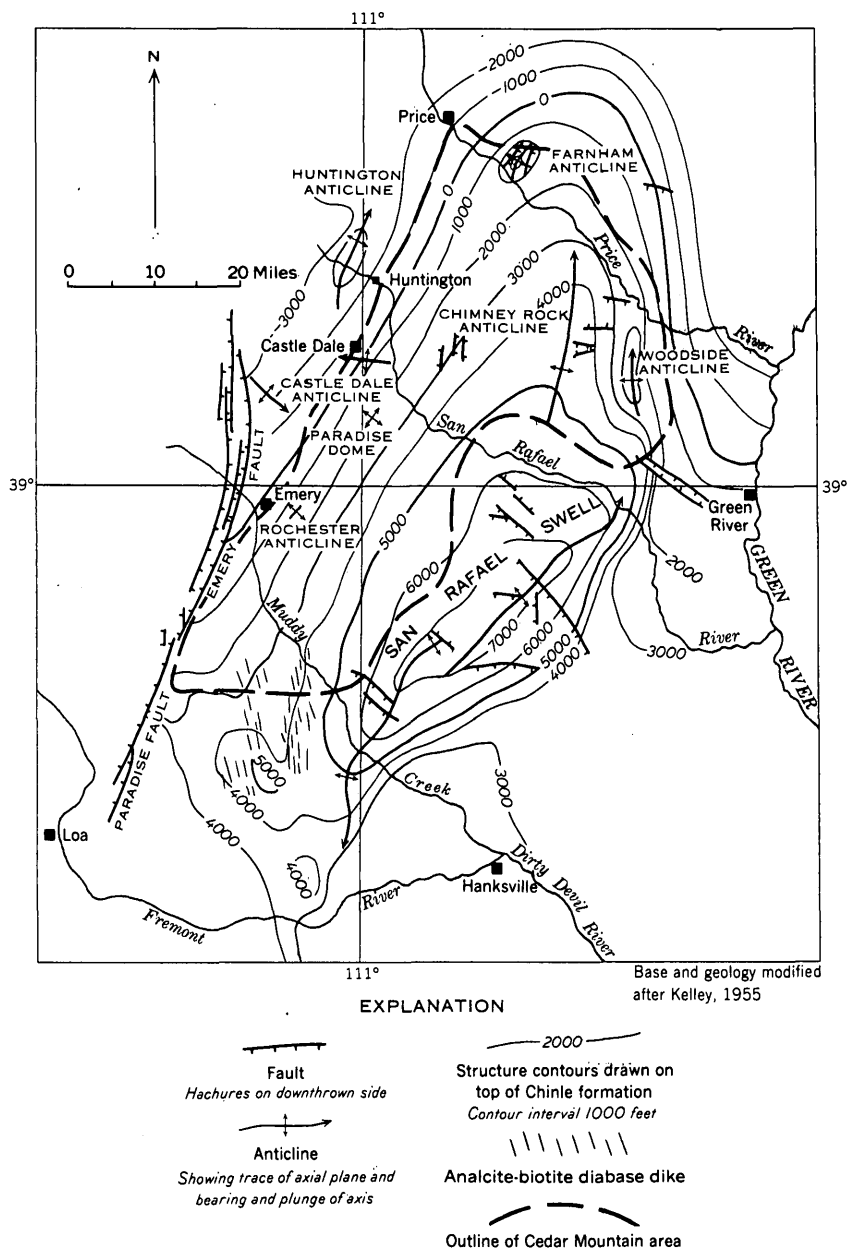 111°
N
-2000
-1000
0
Price
FARNHAM
ANTICLINE
HUNTINGTON
ANTICLINE
0
1000
2000
3000
Price
River
0 10 20 Miles
Huntington
-3000
4000
CHIMNEY ROCK
ANTICLINE
Castle Dale
WOODSIDE
ANTICLINE
CASTLE DALE
ANTICLINE
PARADISE
DOME
San
Rafael
River
39°
39°
FAULT
EMERY
Emery
Green
River
ROCHESTER
ANTICLINE
5000
SWELL
RAFAEL
SAN
GREEN
RIVER
2000
6000
Muddy
7000
6000
5000
4000
3000
PARADISE FAULT
5000
4000
4000
Creek
3000
Loa
4000
Dirty Devil
River
Hanksville
Fremont
River
111°
Base and geology modified
after Kelley, 1955
EXPLANATION
Fault
Hachures on downthrown side
Anticline
Showing trace of axial plane and
bearing and plunge of axis
2000
Structure contours drawn on
top of Chinle formation
Contour interval 1000 feet
Analcite-biotite diabase dike
Outline of Cedar Mountain area